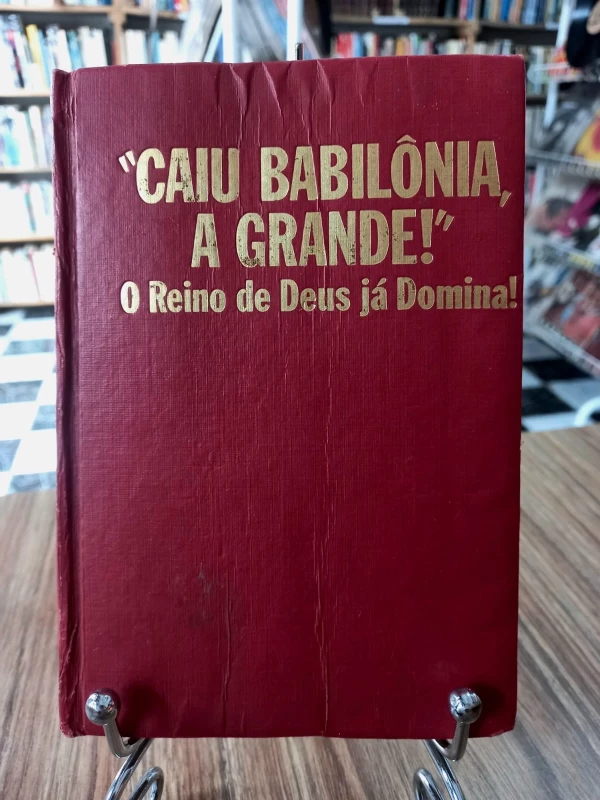 "CAIU BABILÔNIA,
A GRANDE!"
O Reino de Deus já Domina!